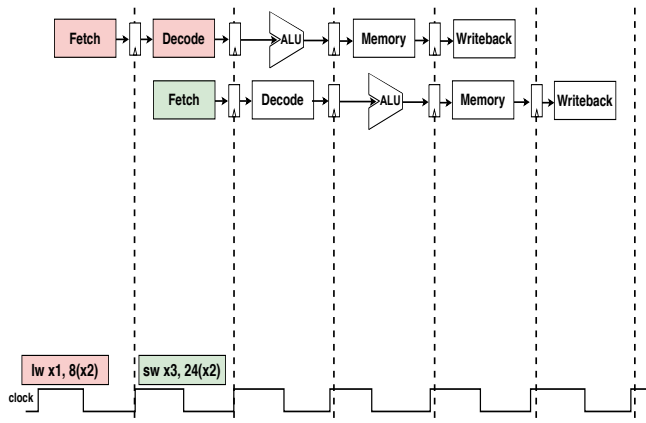 Fetch Decode ALU Memory Writeback
Fetch Decode ALU Memory Writeback
lw x1, 8(x2) sw x3, 24(x2)
clock